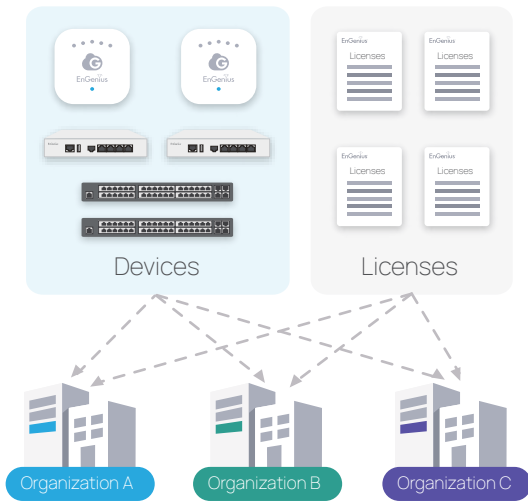 EnGenius
EnGenius
Devices
EnGenius
Licenses
EnGenius
Licenses
EnGenius
Licenses
EnGenius
Licenses
Licenses
Organization A
Organization B
Organization C